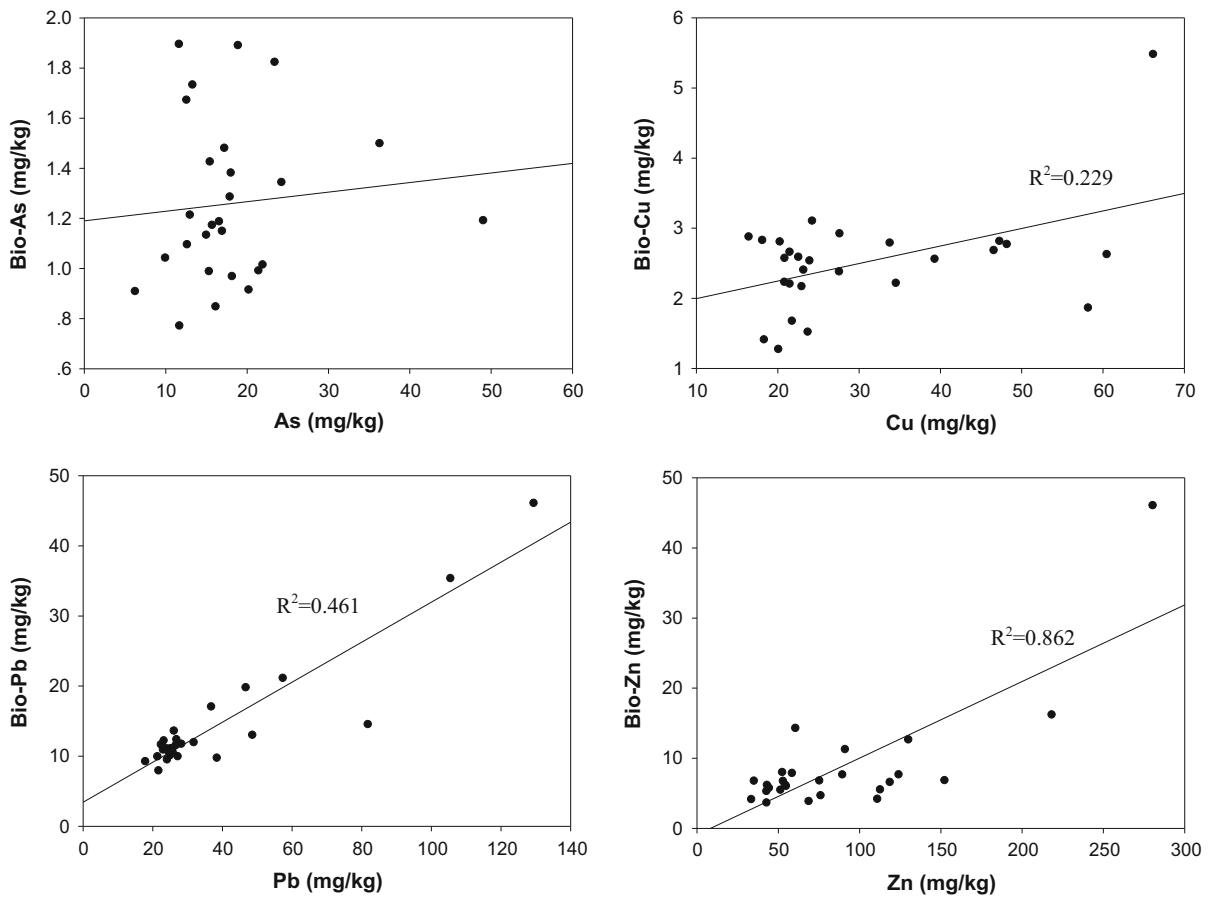 2.0
1.8
1.6
1.4
1.2
1.0
.8
.6
Bio-As (mg/kg)
0 10 20 30 40 50 60
As (mg/kg)
6
5
4
3
2
1
Bio-Cu (mg/kg)
R²=0.229
10 20 30 40 50 60 70
Cu (mg/kg)
50
40
30
20
10
0
Bio-Pb (mg/kg)
R²=0.461
0 20 40 60 80 100 120 140
Pb (mg/kg)
50
40
30
20
10
0
Bio-Zn (mg/kg)
R²=0.862
0 50 100 150 200 250 300
Zn (mg/kg)